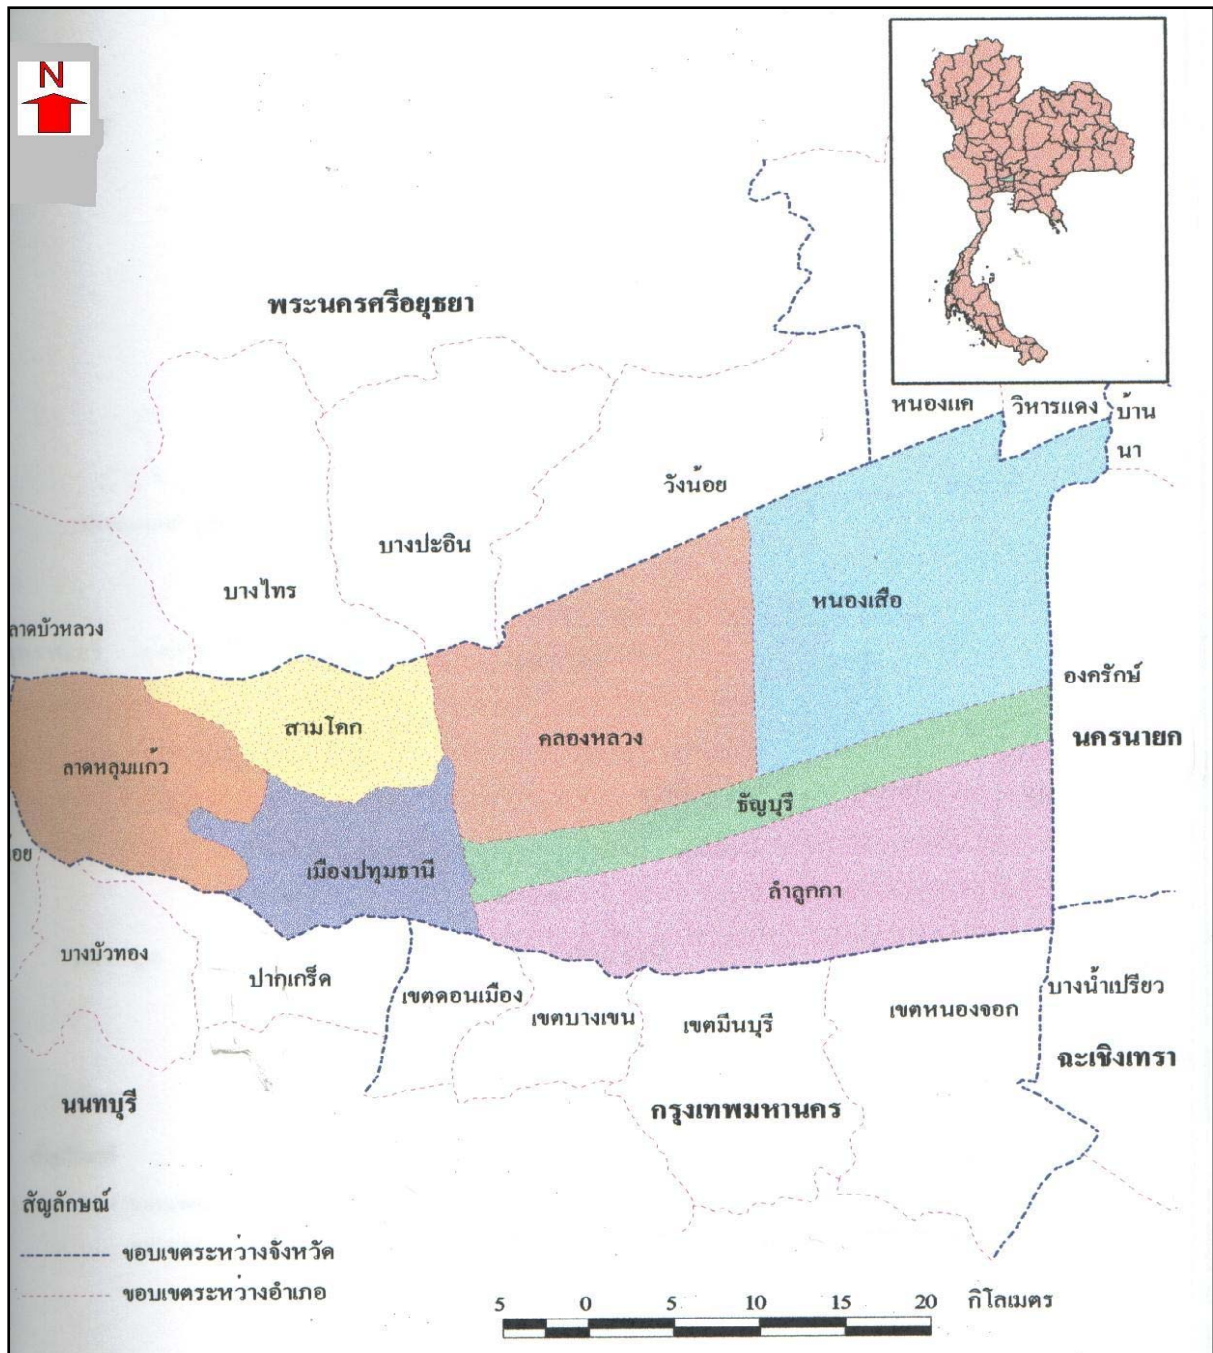 N
พระนครศรีอยุธยา
หนองแค
วิหารแดง
บ้าน
นา
วังน้อย
บางปะอิน
บางไทร
ลาดบัวหลวง
หนองเสือ
องครักษ์
สามโคก
คลองหลวง
นครนายก
ลาดหลุมแก้ว
ธัญบุรี
เมืองปทุมธานี
ลำลูกกา
บางบัวทอง
ปากเกร็ด
เขตดอนเมือง
เขตบางเขน
เขตมีนบุรี
เขตหนองจอก
บางน้ำเปรียว
ฉะเชิงเทรา
นนทบุรี
กรุงเทพมหานคร
สัญลักษณ์
ขอบเขตระหว่างจังหวัด
ขอบเขตระหว่างอำเภอ
5 0 5 10 15 20 กิโลเมตร